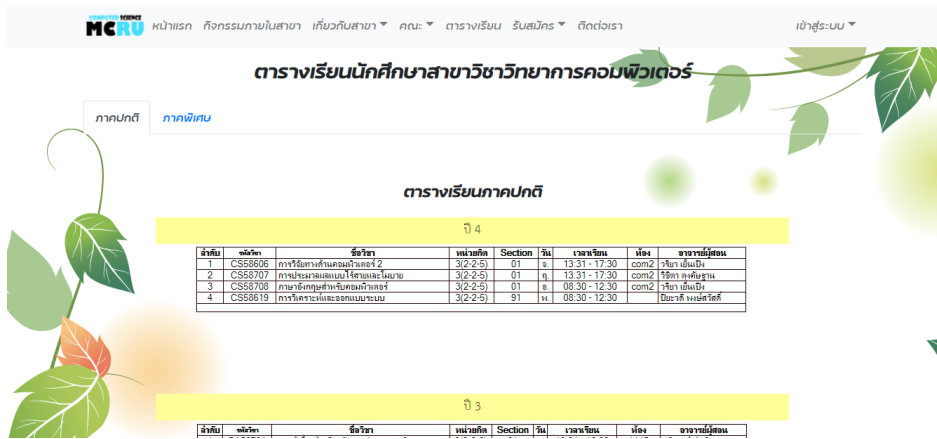 COMPUTER SCIENCE
MCRU หน้าแรก กิจกรรมภายในสาขา เกี่ยวกับสาขา คณะ ตารางเรียน รับสมัคร ติดต่อเรา เข้าสู่ระบบ
ตารางเรียนนักศึกษาสาขาวิชาวิทยาการคอมพิวเตอร์
ภาคปกติ ภาคพิเศษ
ตารางเรียนภาคปกติ
ปี 4
ลำดับ รหัสวิชา ชื่อวิชา หน่วยกิต Section วัน เวลาเรียน ห้อง อาจารย์ผู้สอน
1 CS58606 การวิจัยทางด้านคอมพิวเตอร์ 2 3(2-2-5) 01 จ. 13:31 - 17:30 com2 วริยา เย็นเปิง
2 CS58707 การประมวลผลแบบไร้สายและโมบาย 3(2-2-5) 01 13:31 - 17:30 com2
3 CS58708 ภาษาอังกฤษสำหรับคอมพิวเตอร์ 3(2-2-5) 01 08:30 - 12:30 com2 วริยา เย็นเปิง
4 CS58619 การวิเคราะห์และออกแบบระบบ 3(2-2-5) 91 พ. 08:30 - 12:30 ปิยะวดี พงษ์สวัสดิ์
ปี 3
ลำดับ รหัสวิชา ชื่อวิชา หน่วยกิต Section วัน เวลาเรียน ห้อง อาจารย์ผู้สอน